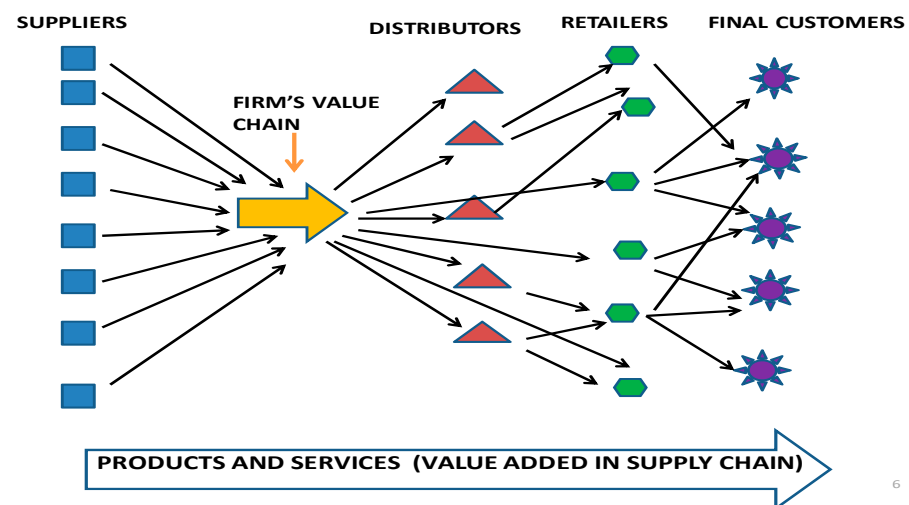 SUPPLIERS
DISTRIBUTORS
RETAILERS
FINAL CUSTOMERS
FIRM'S VALUE
CHAIN
PRODUCTS AND SERVICES (VALUE ADDED IN SUPPLY CHAIN)
6